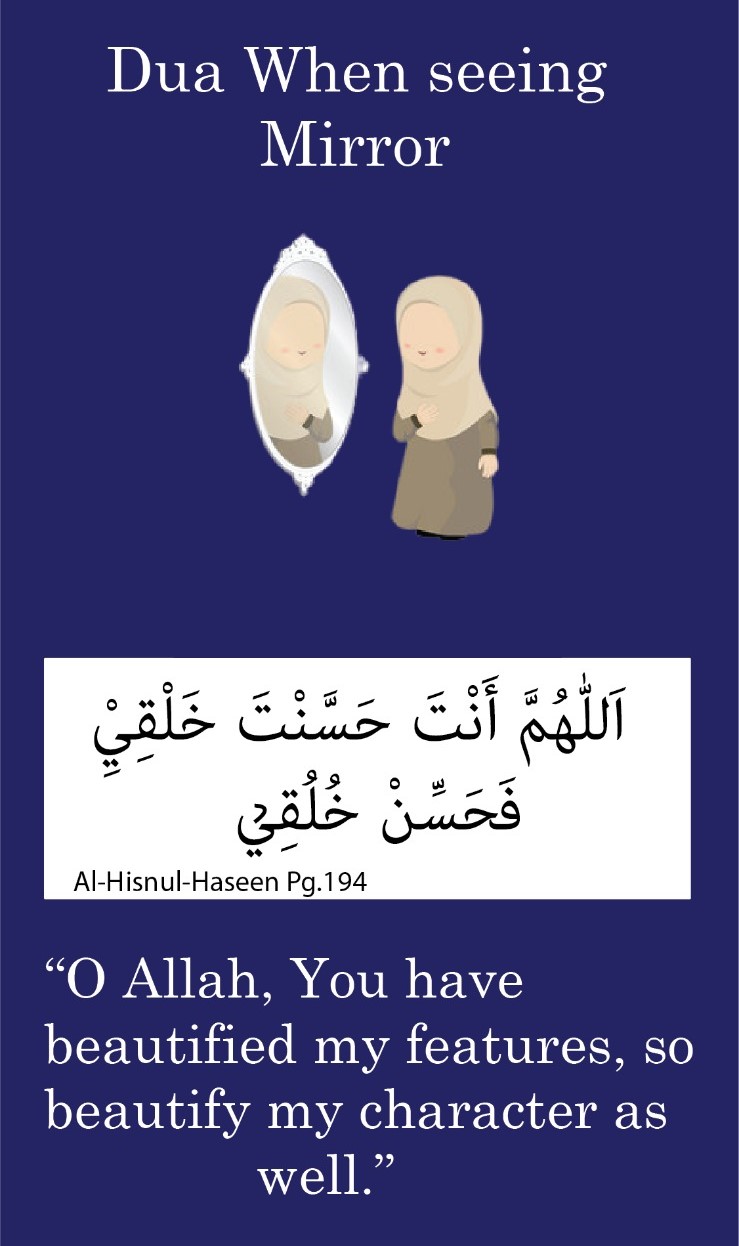 Dua When seeing
Mirror
اَللّٰهُمَّ أَنْتَ حَسَّنْتَ خَلْقِيْ
فَحَسِّنْ خُلُقِيْ
Al-Hisnul-Haseen Pg.194
“O Allah, You have
beautified my features, so
beautify my character as
well.”